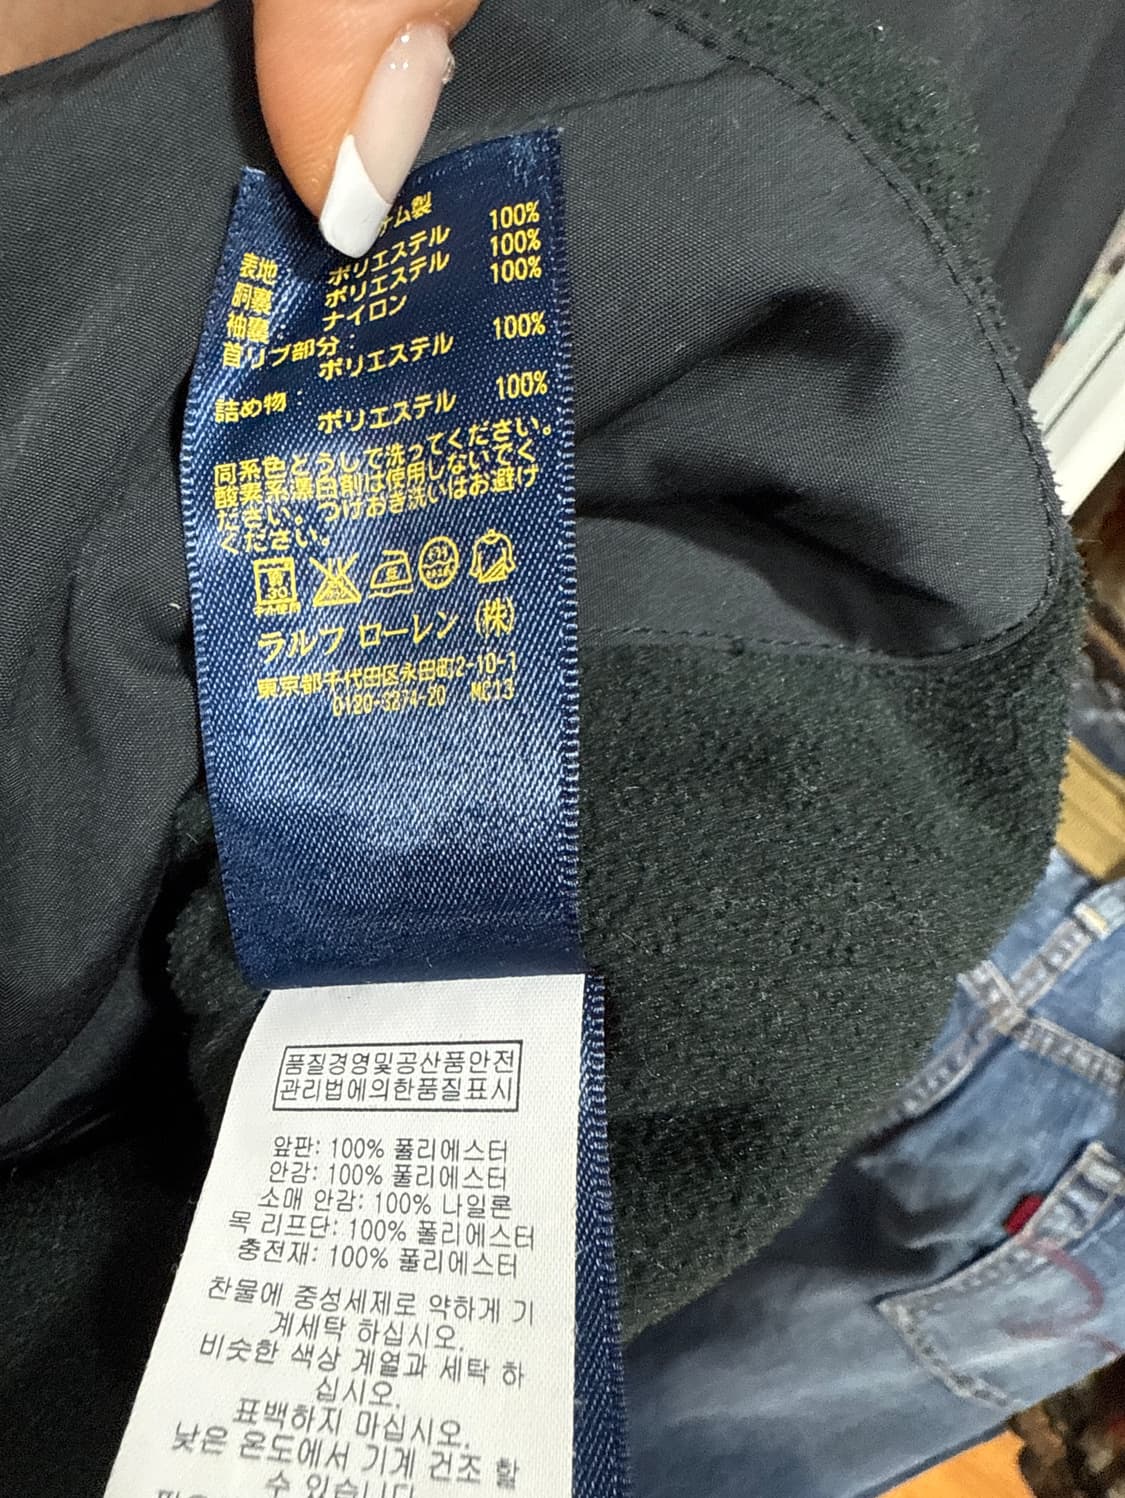 ナム製
表地: ポリエステル 100%
胴裏: ポリエステル 100%
袖裏: ナイロン 100%
首リブ部分:
ポリエステル 100%
詰め物:
ポリエステル 100%
同系色どうしで洗ってください。
酸素系漂白剤は使用しないでく
ださい。つけおき洗いはお避け
ください。
ラルフ ローレン (株)
東京都千代田区永田町2-10-1
0120-3274-20 MC13
품질경영및공산품안전
관리법에의한품질표시
앞판: 100% 폴리에스터
안감: 100% 폴리에스터
소매 안감: 100% 나일론
목 리프단: 100% 폴리에스터
충전재: 100% 폴리에스터
찬물에 중성세제로 약하게 기
계세탁 하십시오.
비슷한 색상 계열과 세탁 하
십시오.
표백하지 마십시오.
낮은 온도에서 기계 건조 할
수 있습니다.